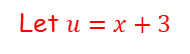 Let u = x + 3